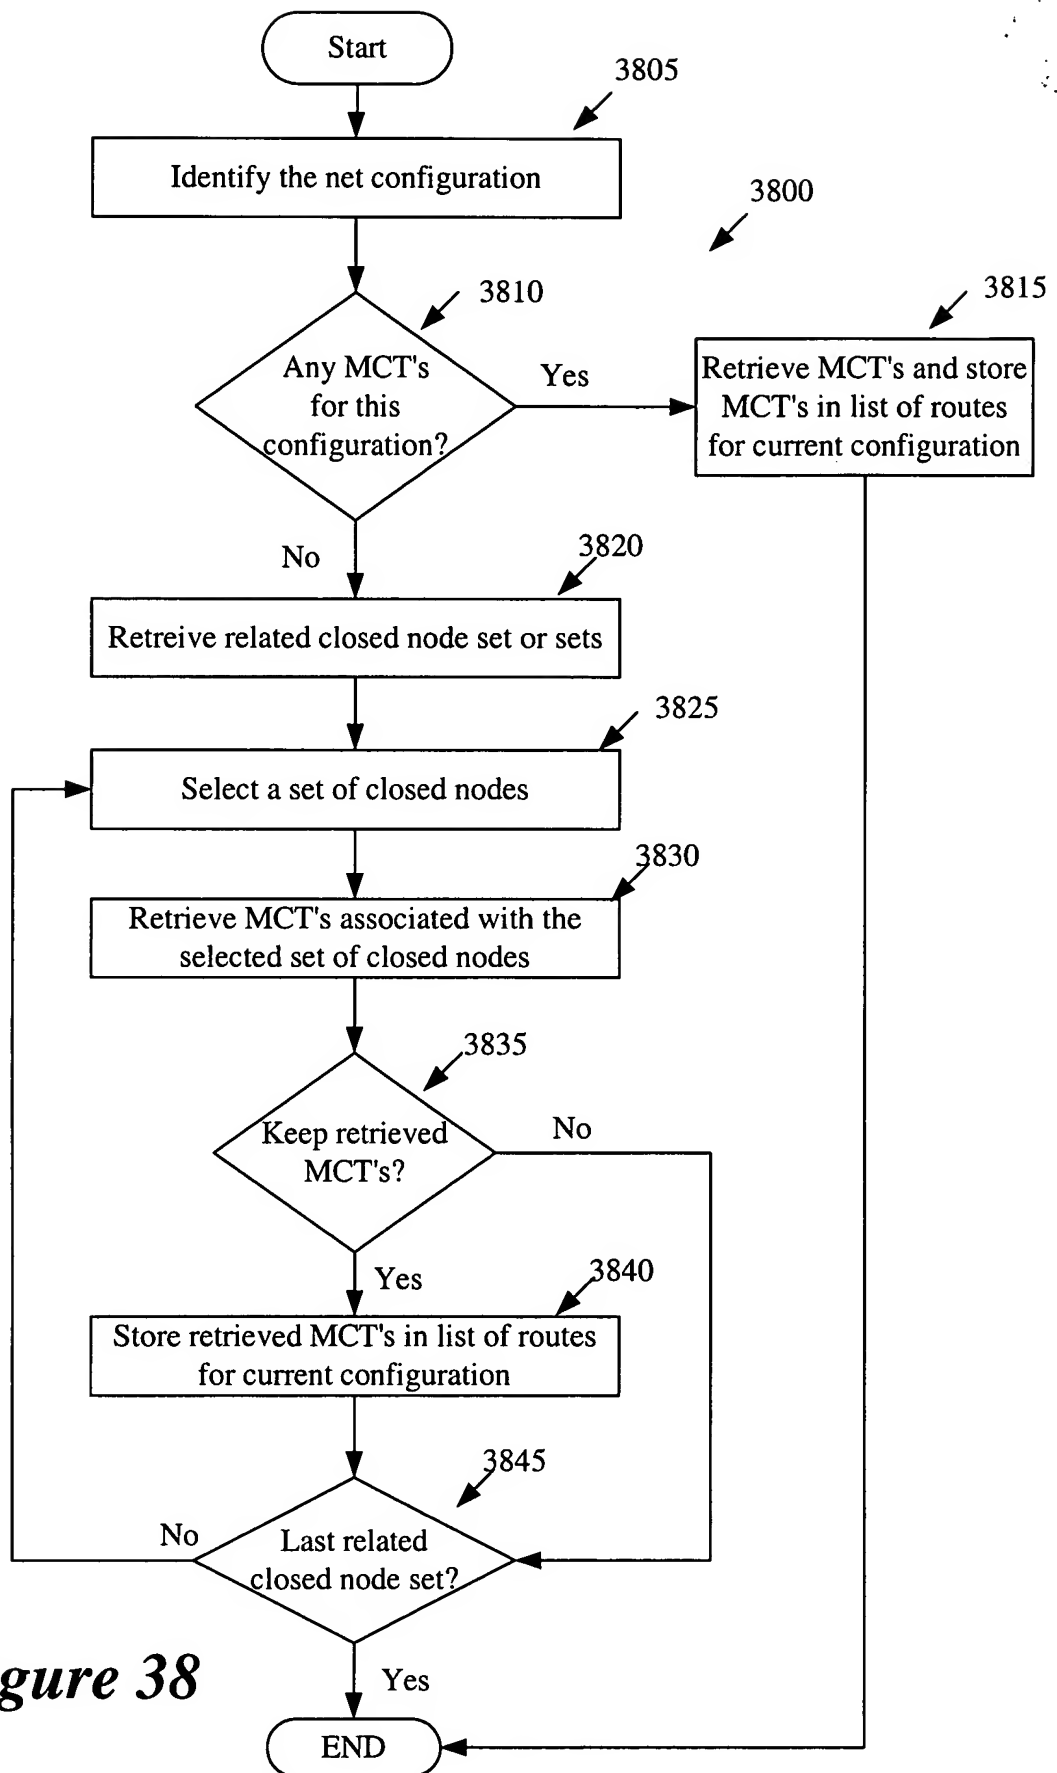 Start
3805
Identify the net configuration
3800
3810
3815
Any MCT's
for this
configuration?
Yes
Retrieve MCT's and store
MCT's in list of routes
for current configuration
No
3820
Retreive related closed node set or sets
3825
Select a set of closed nodes
3830
Retrieve MCT's associated with the
selected set of closed nodes
3835
Keep retrieved
MCT's?
No
Yes
3840
Store retrieved MCT's in list of routes
for current configuration
3845
No
Last related
closed node set?
Yes
gure 38
END